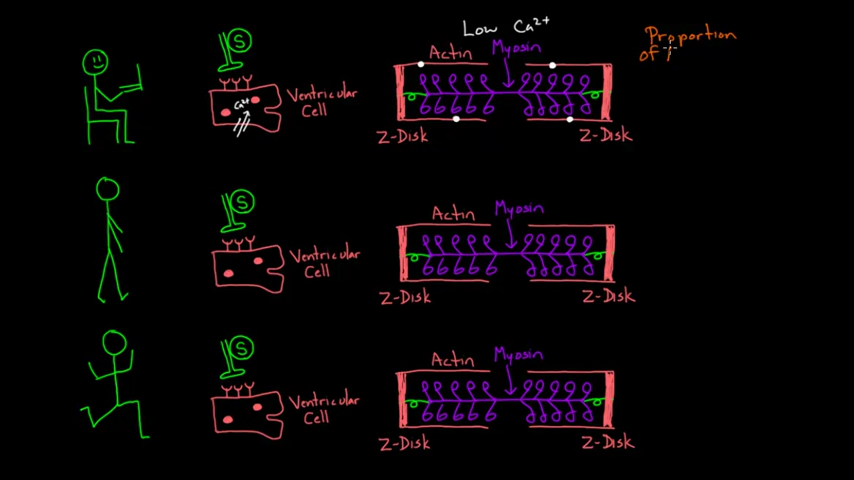 Low Ca2+
S
Actin
Myosin
Proportion
of
Ca2+
Ventricular
Cell
Z-Disk
Z-Disk
S
Actin
Myosin
Ventricular
Cell
Z-Disk
Z-Disk
S
Actin
Myosin
Ventricular
Cell
Z-Disk
Z-Disk